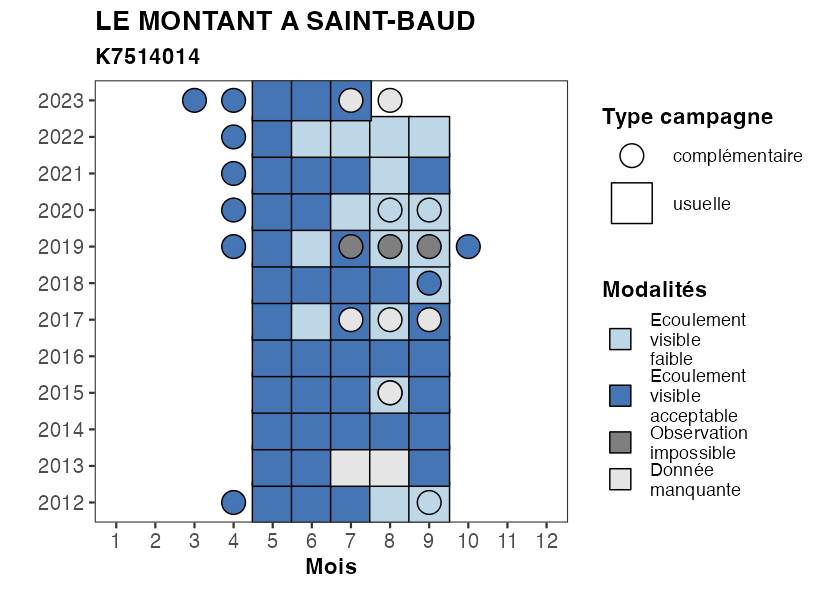 LE MONTANT A SAINT-BAUD
K7514014
2023
2022
2021
2020
2019
2018
2017
2016
2015
2014
2013
2012
1 2 3 4 5 6 7 8 9 10 11 12
Mois
Type campagne
complémentaire
usuelle
Modalités
Ecoulement
visible
faible
Ecoulement
visible
acceptable
Observation
impossible
Donnée
manquante